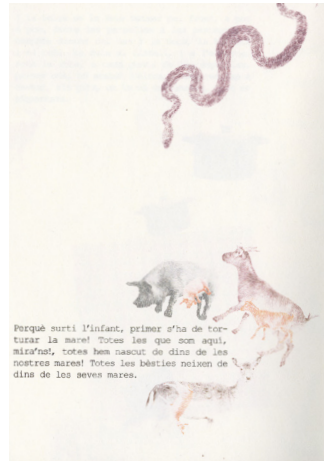 Perquè surti l'infant, primer s'ha de tor-
turar la mare! Totes les que som aquí,
mira'ns!, totes hem nascut de dins de les
nostres mares! Totes les bèsties neixen de
dins de les seves mares.